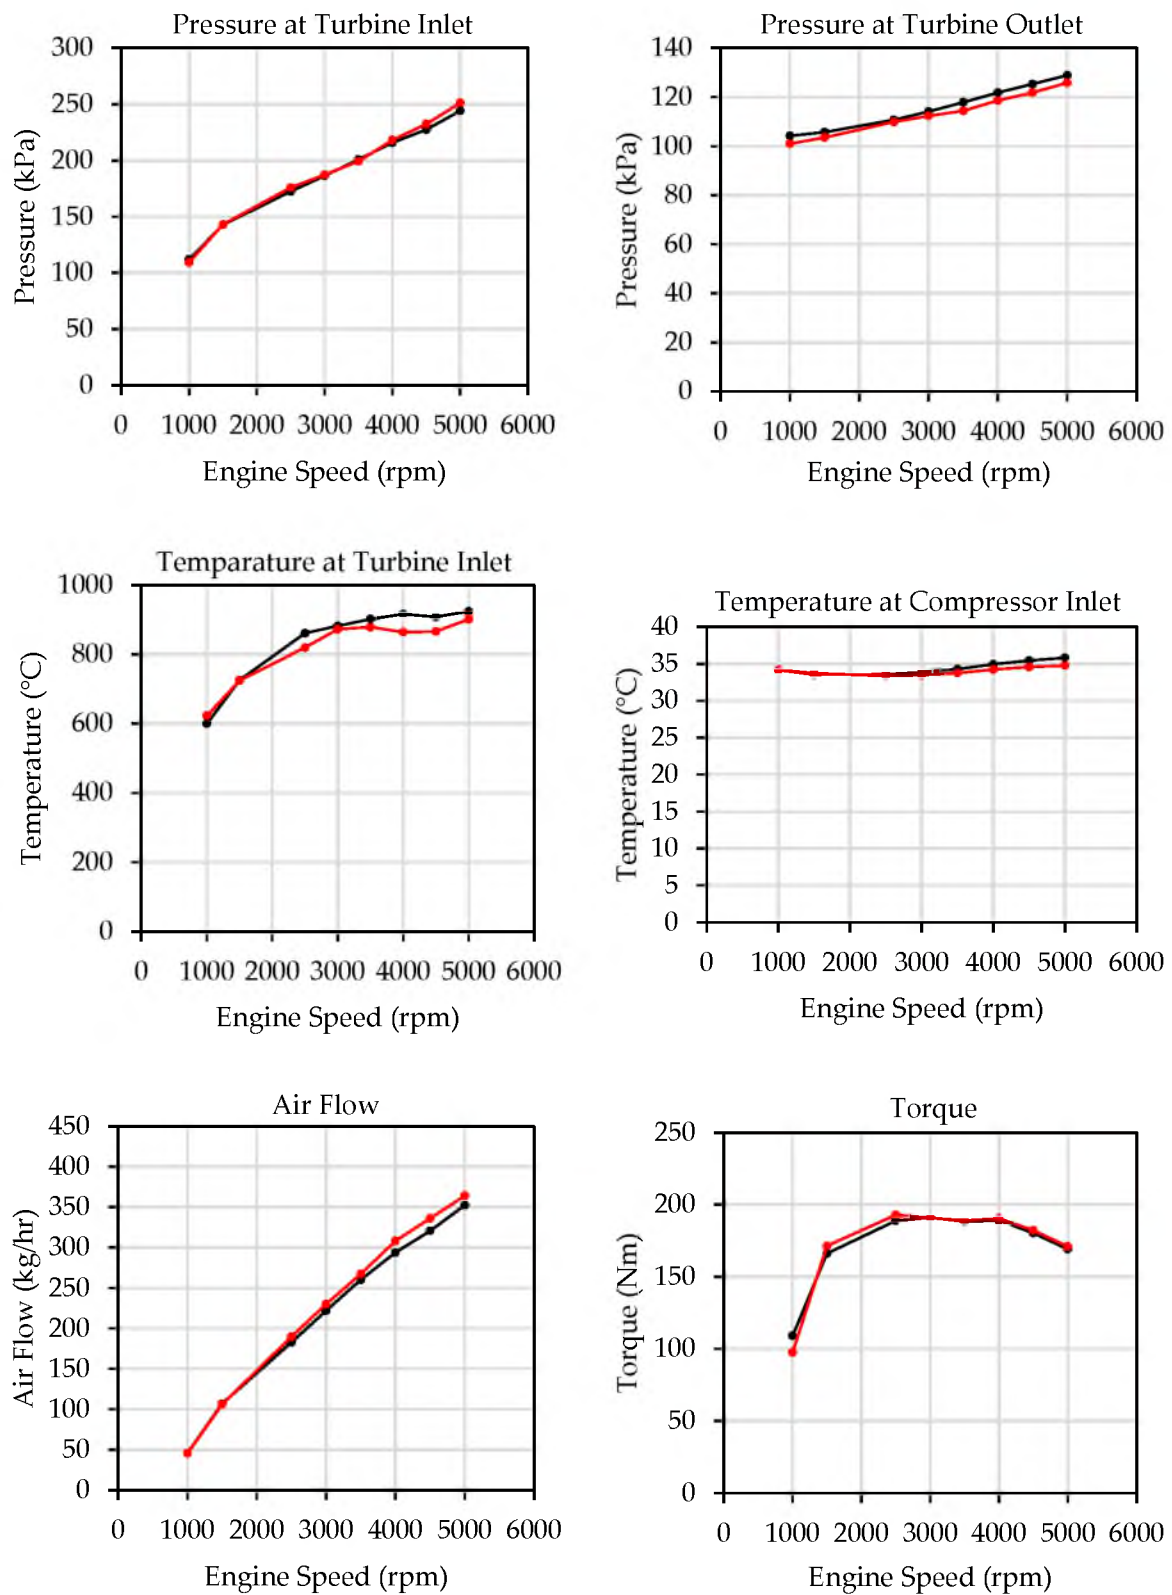 Pressure at Turbine Inlet
300
250
200
150
100
50
0
Pressure (kPa)
0 1000 2000 3000 4000 5000 6000
Engine Speed (rpm)
Pressure at Turbine Outlet
140
120
100
80
60
40
20
0
Pressure (kPa)
0 1000 2000 3000 4000 5000 6000
Engine Speed (rpm)
Temparature at Turbine Inlet
1000
800
600
400
200
0
Temperature (°C)
0 1000 2000 3000 4000 5000 6000
Engine Speed (rpm)
Temperature at Compressor Inlet
40
35
30
25
20
15
10
5
0
Temperature (°C)
0 1000 2000 3000 4000 5000 6000
Engine Speed (rpm)
Air Flow
450
400
350
300
250
200
150
100
50
0
Air Flow (kg/hr)
0 1000 2000 3000 4000 5000 6000
Engine Speed (rpm)
Torque
250
200
150
100
50
0
Torque (Nm)
0 1000 2000 3000 4000 5000 6000
Engine Speed (rpm)